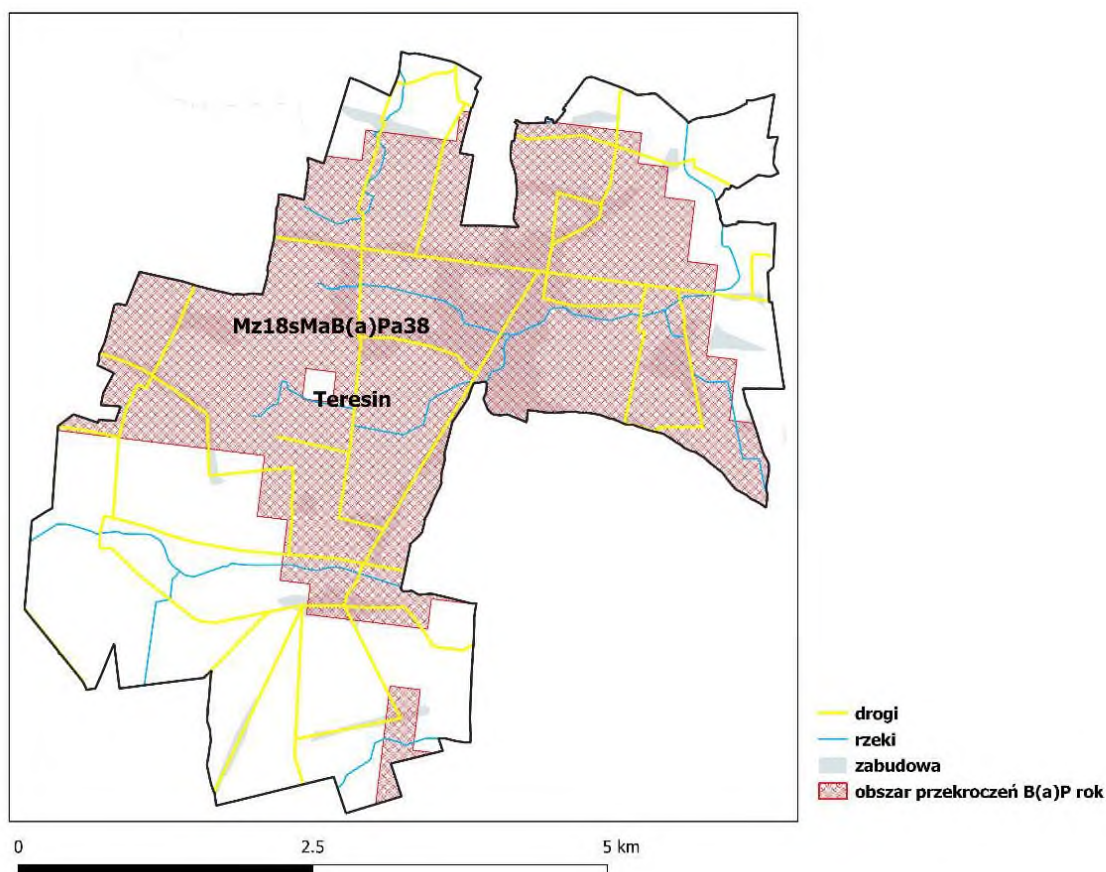 Mz18sMaB(a)Pa38
Teresin
drogi
rzeki
zabudowa
obszar przekroczeń B(a)P rok
0 2.5 5 km